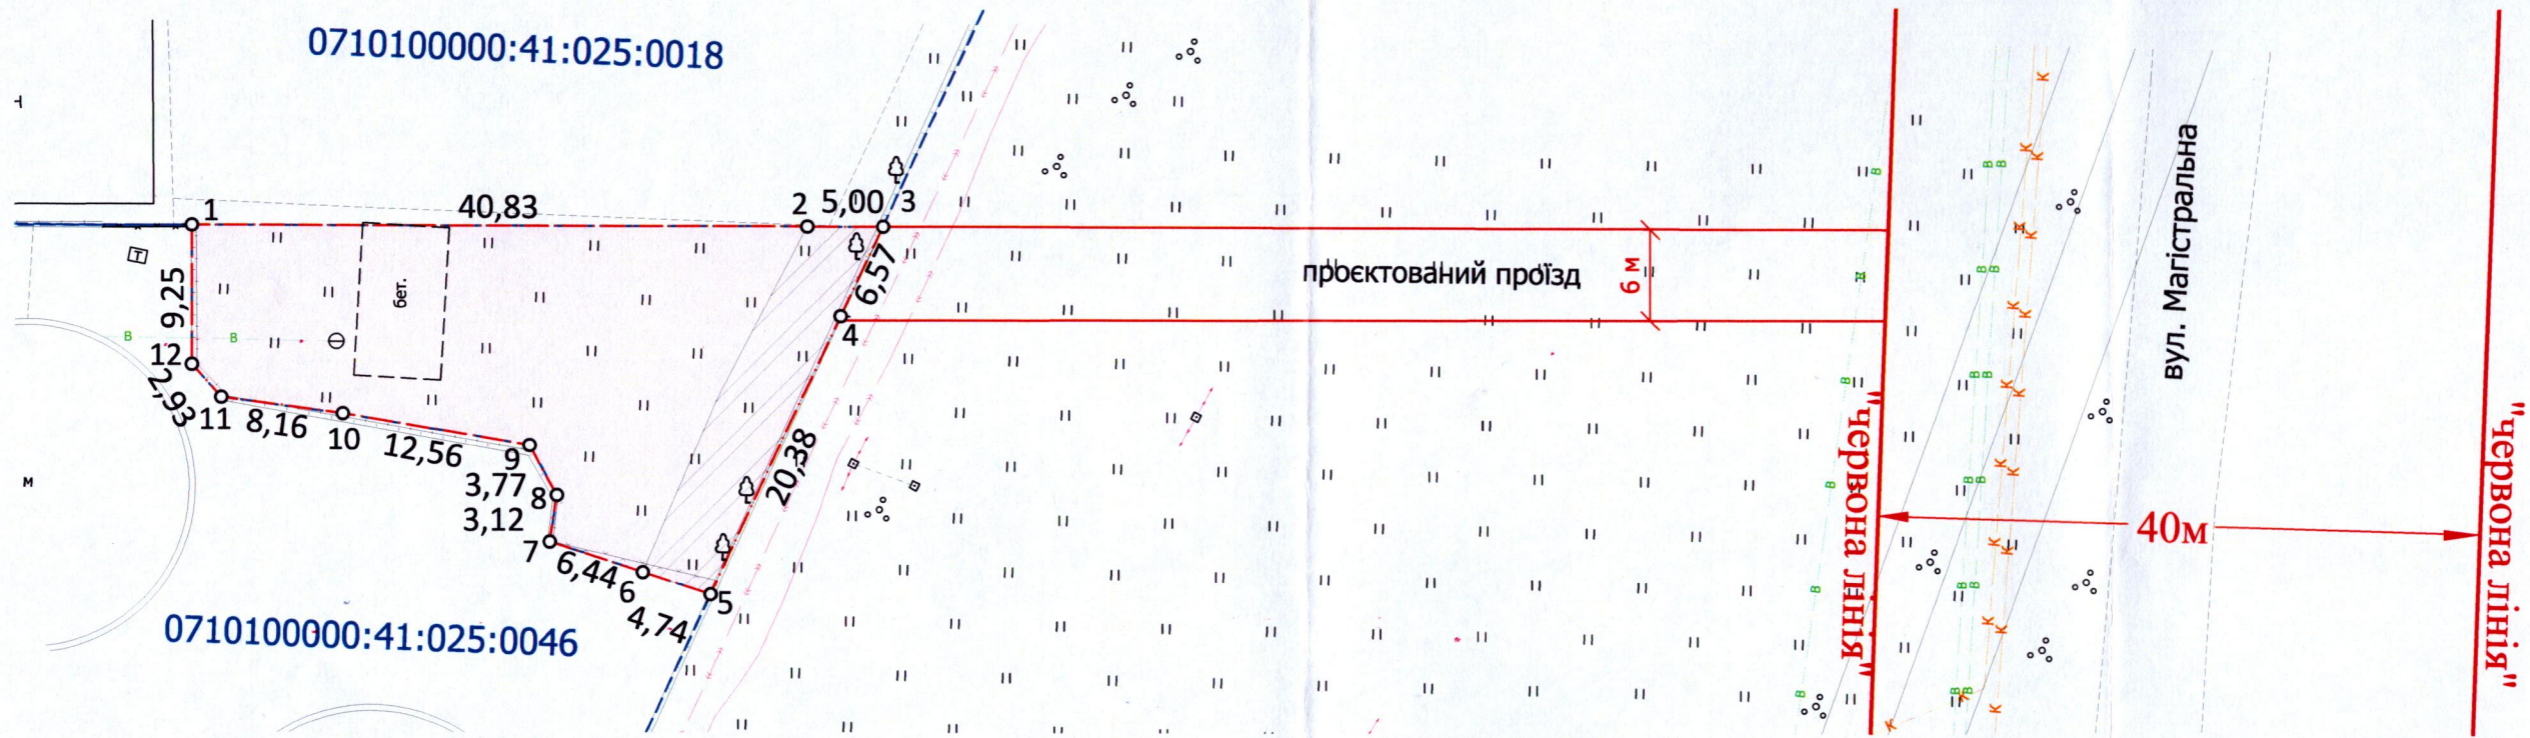 0710100000:41:025:0018
1
40,83
2
5,00
3
9,25
бет.
6,57
проєктований проїзд
6 м
вул. Магістральна
Т
В
В
12
4
2,93
11
8,16
10
12,56
9
3,77
8
3,12
7
6,44
6
4,74
5
20,38
м
0710100000:41:025:0046
"червона лінія"
40м
"червона лінія"